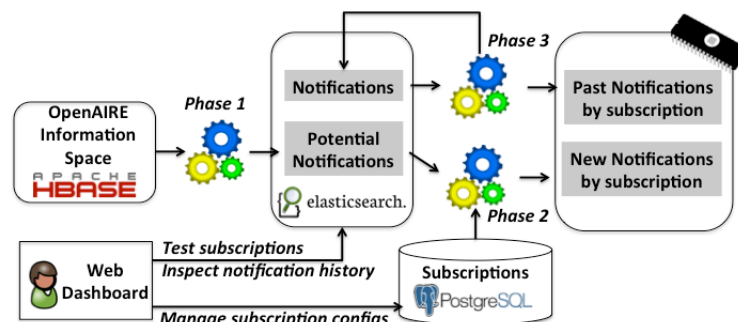 Phase 3
Phase 1
Notifications
Past Notifications
by subscription
OpenAIRE
Information
Space
APACHE
HBASE
Potential
Notifications
New Notifications
by subscription
elasticsearch.
Phase 2
Test subscriptions
Inspect notification history
Web
Dashboard
Subscriptions
PostgreSQL
Manage subscription configs